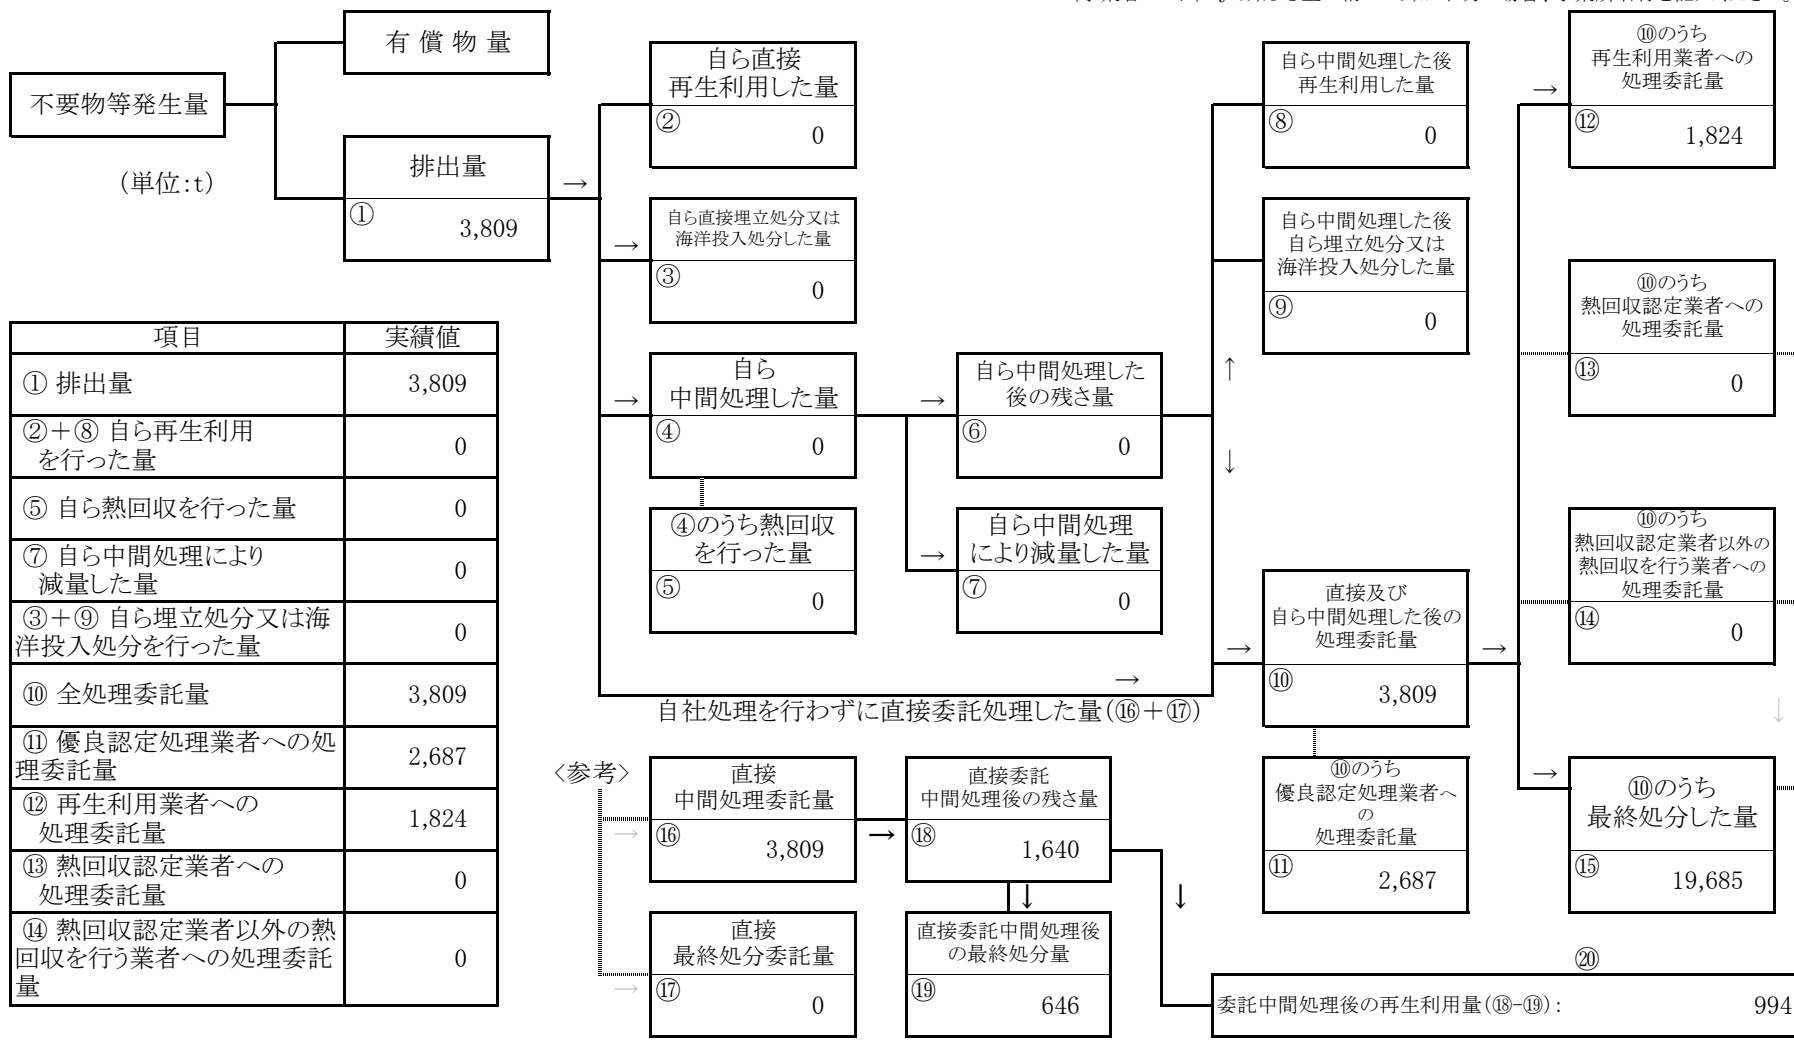 有 償 物 量
不要物等発生量
(単位:t)
排出量
①
3,809
→
自ら直接
再生利用した量
②
0
→
自ら直接埋立処分又は
海洋投入処分した量
③
0
→
自ら
中間処理した量
④
0
④のうち熱回収
を行った量
⑤
0
→
自ら中間処理した
後の残さ量
⑥
0
→
自ら中間処理
により減量した量
⑦
0
↑
↓
自ら中間処理した後
再生利用した量
⑧
0
自ら中間処理した後
自ら埋立処分又は
海洋投入処分した量
⑨
0
→
自社処理を行わずに直接委託処理した量(⑯+⑰)
→
直接及び
自ら中間処理した後の
処理委託量
⑩
3,809
→
⑩のうち
優良認定処理業者へ
の
処理委託量
⑪
2,687
→
⑩のうち
再生利用業者への
処理委託量
⑫
1,824
⑩のうち
熱回収認定業者への
処理委託量
⑬
0
⑩のうち
熱回収認定業者以外の
熱回収を行う業者への
処理委託量
⑭
0
↓
→
⑩のうち
最終処分した量
⑮
19,685
項目 実績値
① 排出量 3,809
②+⑧ 自ら再生利用
を行った量 0
⑤ 自ら熱回収を行った量 0
⑦ 自ら中間処理により
減量した量 0
③+⑨ 自ら埋立処分又は海
洋投入処分を行った量 0
⑩ 全処理委託量 3,809
⑪ 優良認定処理業者への処
理委託量 2,687
⑫ 再生利用業者への
処理委託量 1,824
⑬ 熱回収認定業者への
処理委託量 0
⑭ 熱回収認定業者以外の熱
回収を行う業者への処理委託
量 0
〈参考〉
→
直接
中間処理委託量
⑯
3,809
→
直接委託
中間処理後の残さ量
⑱
1,640
↓
↓
→
直接
最終処分委託量
⑰
0
直接委託中間処理後
の最終処分量
⑲
646
⑳
委託中間処理後の再生利用量(⑱-⑲): 994